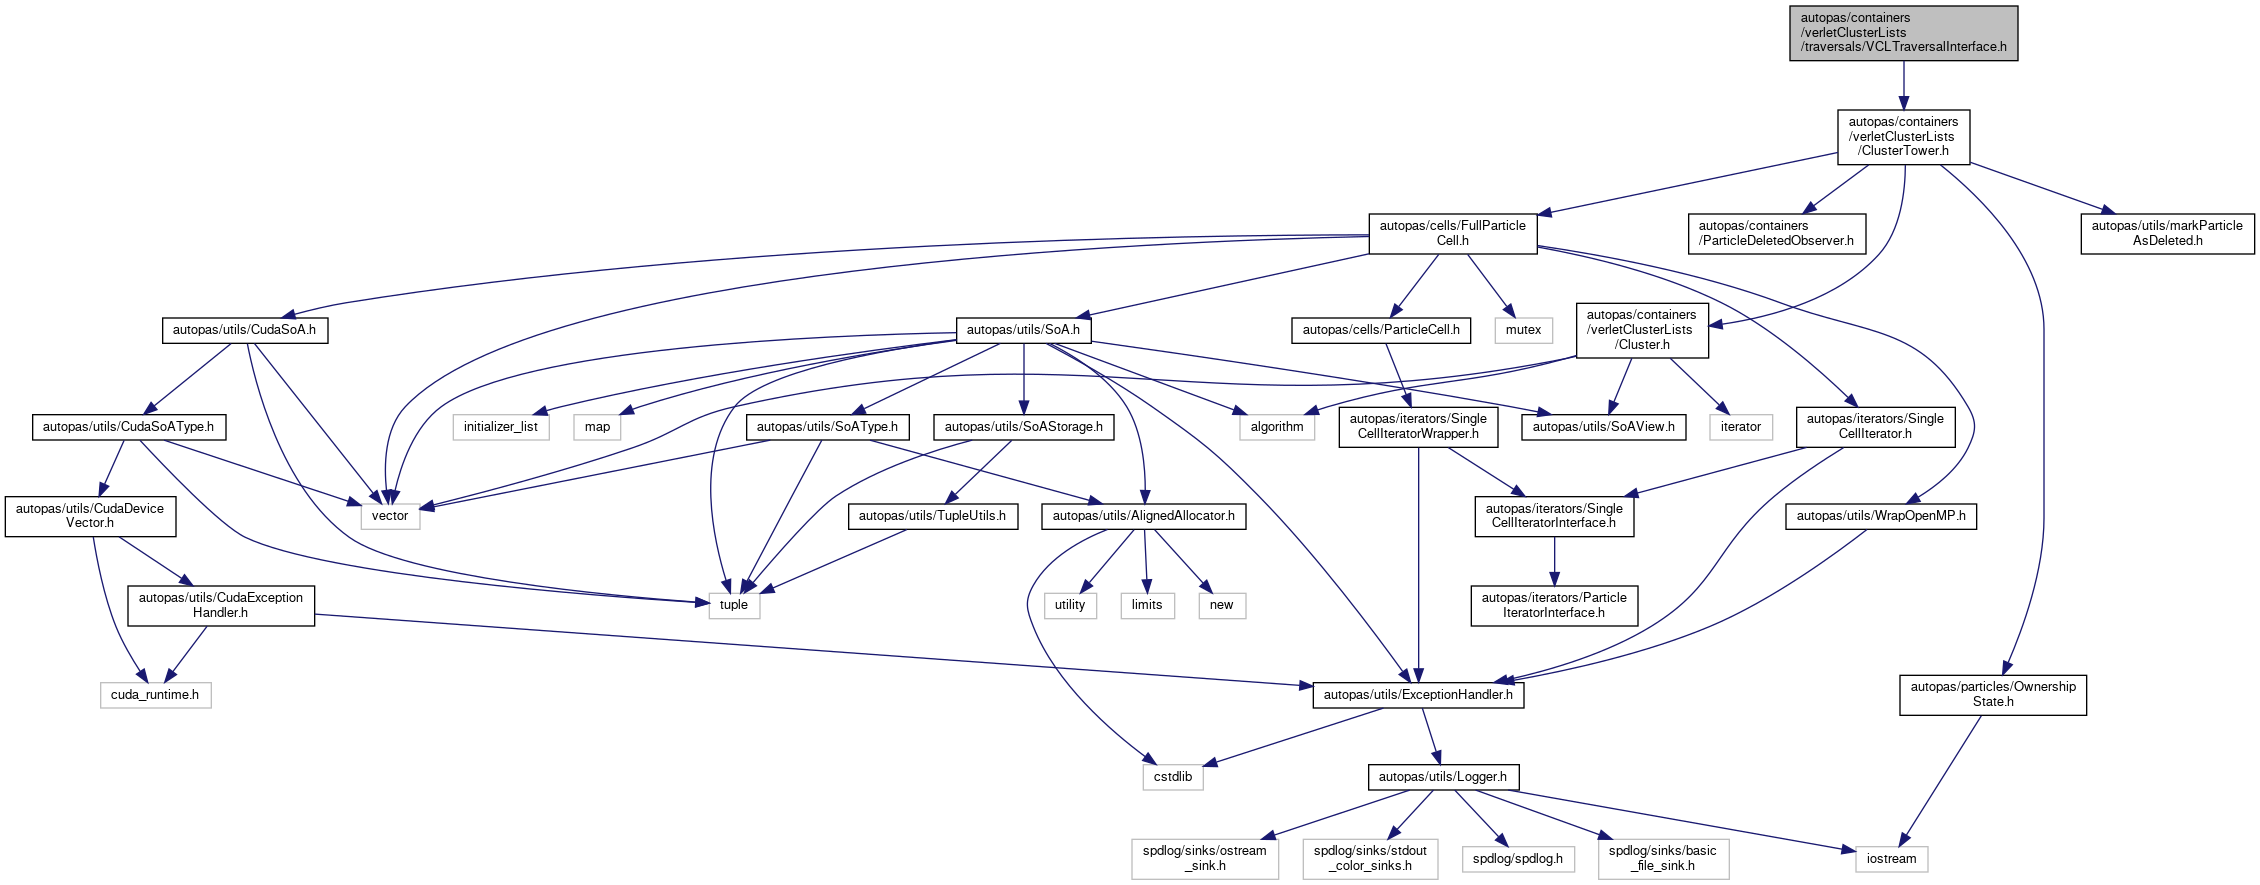 autopas/containers
/verletClusterLists
/traversals/VCLTraversalInterface.h
autopas/containers
/verletClusterLists
/ClusterTower.h
autopas/cells/FullParticle
Cell.h
autopas/containers
/ParticleDeletedObserver.h
autopas/utils/markParticle
AsDeleted.h
autopas/utils/CudaSoA.h
autopas/utils/SoA.h
autopas/cells/ParticleCell.h
mutex
autopas/containers
/verletClusterLists
/Cluster.h
autopas/utils/CudaSoAType.h
initializer_list
map
autopas/utils/SoAType.h
autopas/utils/SoAStorage.h
algorithm
autopas/iterators/Single
CellIteratorWrapper.h
autopas/utils/SoAView.h
iterator
autopas/iterators/Single
CellIterator.h
autopas/utils/CudaDevice
Vector.h
vector
autopas/utils/TupleUtils.h
autopas/utils/AlignedAllocator.h
autopas/iterators/Single
CellIteratorInterface.h
autopas/utils/WrapOpenMP.h
autopas/utils/CudaException
Handler.h
tuple
utility
limits
new
autopas/iterators/Particle
IteratorInterface.h
cuda_runtime.h
autopas/utils/ExceptionHandler.h
autopas/particles/Ownership
State.h
cstdlib
autopas/utils/Logger.h
spdlog/sinks/ostream
_sink.h
spdlog/sinks/stdout
_color_sinks.h
spdlog/spdlog.h
spdlog/sinks/basic
_file_sink.h
iostream